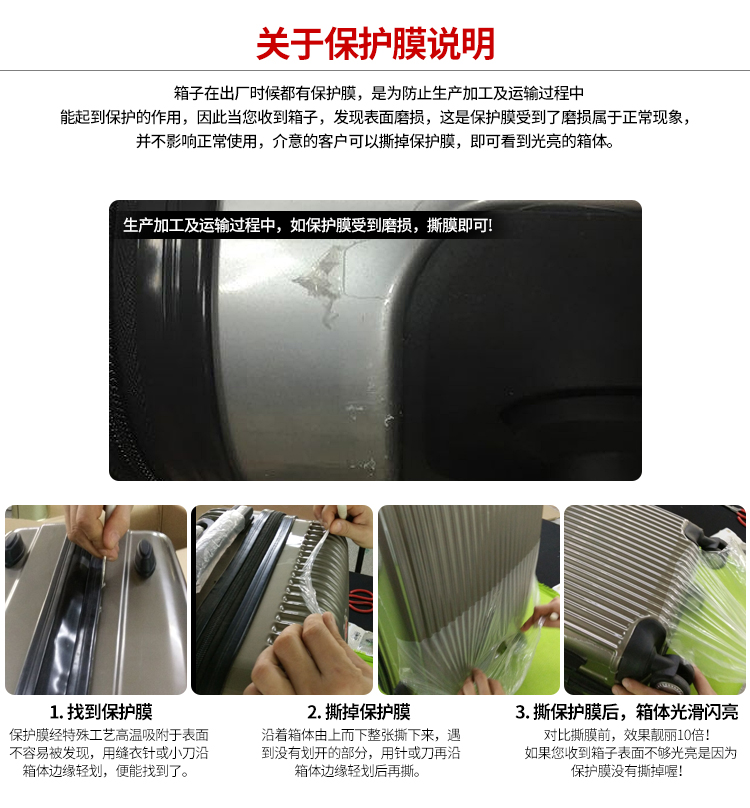 关于保护膜说明
箱子在出厂时候都有保护膜，是为防止生产加工及运输过程中
能起到保护的作用，因此当您收到箱子，发现表面磨损，这是保护膜受到了磨损属于正常现象，
并不影响正常使用，介意的客户可以撕掉保护膜，即可看到光亮的箱体。
生产加工及运输过程中，如保护膜受到磨损，撕膜即可!
1. 找到保护膜
保护膜经特殊工艺高温吸附于表面
不容易被发现，用缝衣针或小刀沿
箱体边缘轻划，便能找到了。
2. 撕掉保护膜
沿着箱体由上而下整张撕下来，遇
到没有划开的部分，用针或刀再沿
箱体边缘轻划后再撕。
3. 撕保护膜后，箱体光滑闪亮
对比撕膜前，效果靓丽10倍！
如果您收到箱子表面不够光亮是因为
保护膜没有撕掉喔！